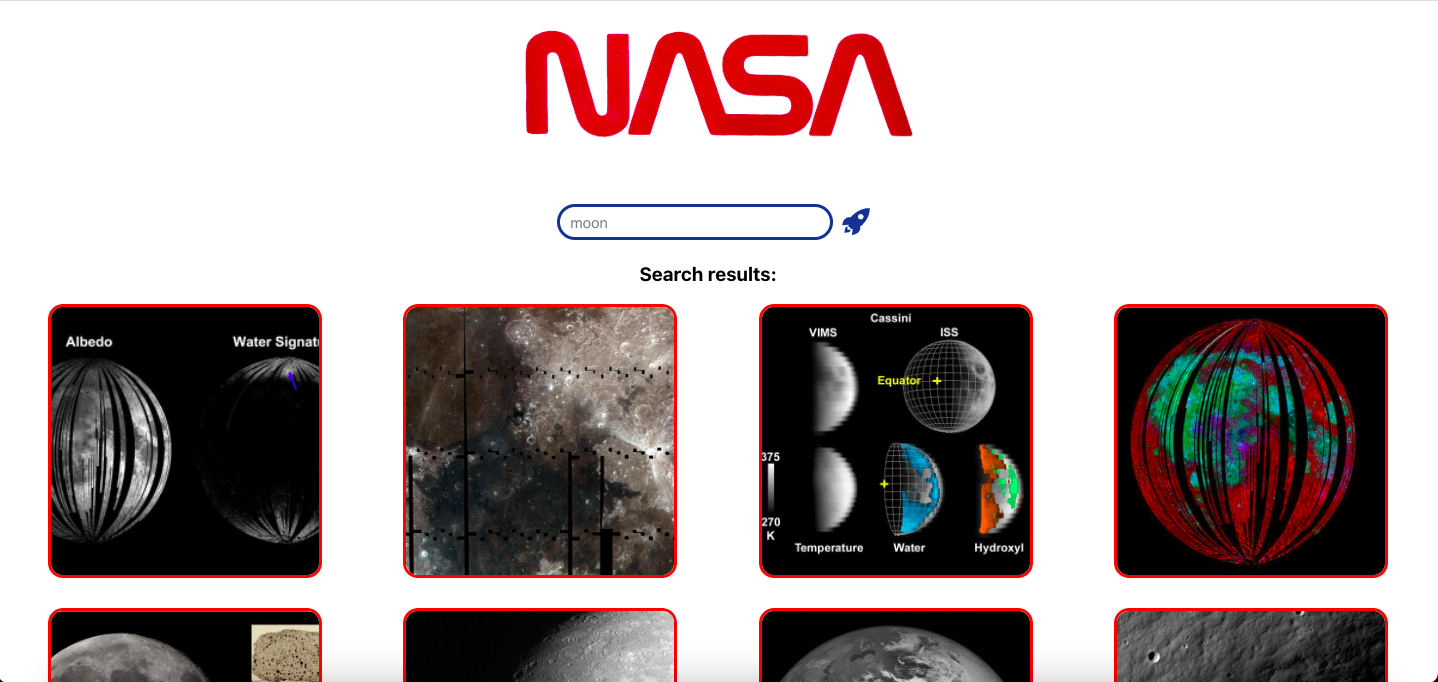 NASA
moon
Search results:
Albedo
Water Signat
Cassini
VIMS
ISS
Equator
375
270
K
Temperature
Water
Hydroxyl